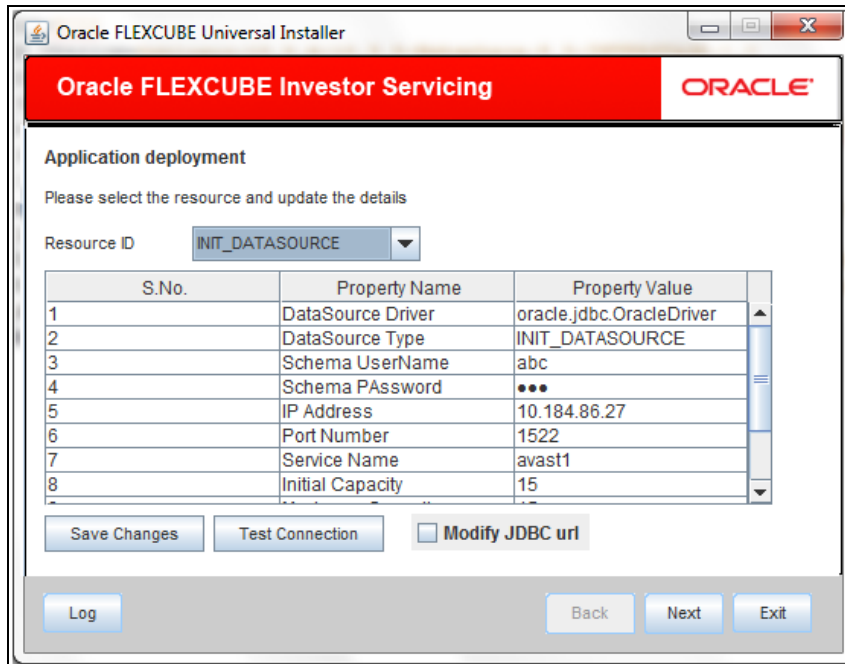 Oracle FLEXCUBE Universal Installer
Oracle FLEXCUBE Investor Servicing
ORACLE
Application deployment
Please select the resource and update the details
Resource ID INIT_DATASOURCE
S.No. Property Name Property Value
1 DataSource Driver oracle.jdbc.OracleDriver
2 DataSource Type INIT_DATASOURCE
3 Schema UserName abc
4 Schema PAssword •••
5 IP Address 10.184.86.27
6 Port Number 1522
7 Service Name avast1
8 Initial Capacity 15
Save Changes Test Connection Modify JDBC url
Log Back Next Exit